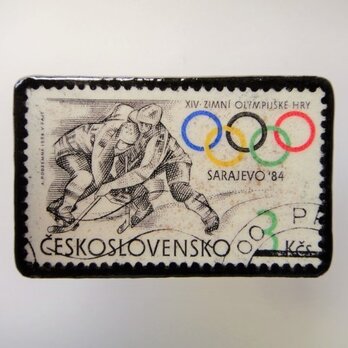 XIV. ZIMNÍ OLYMPIJSKÉ HRY
SARAJEVO '84
3 Kčs
ČESKOSLOVENSKO